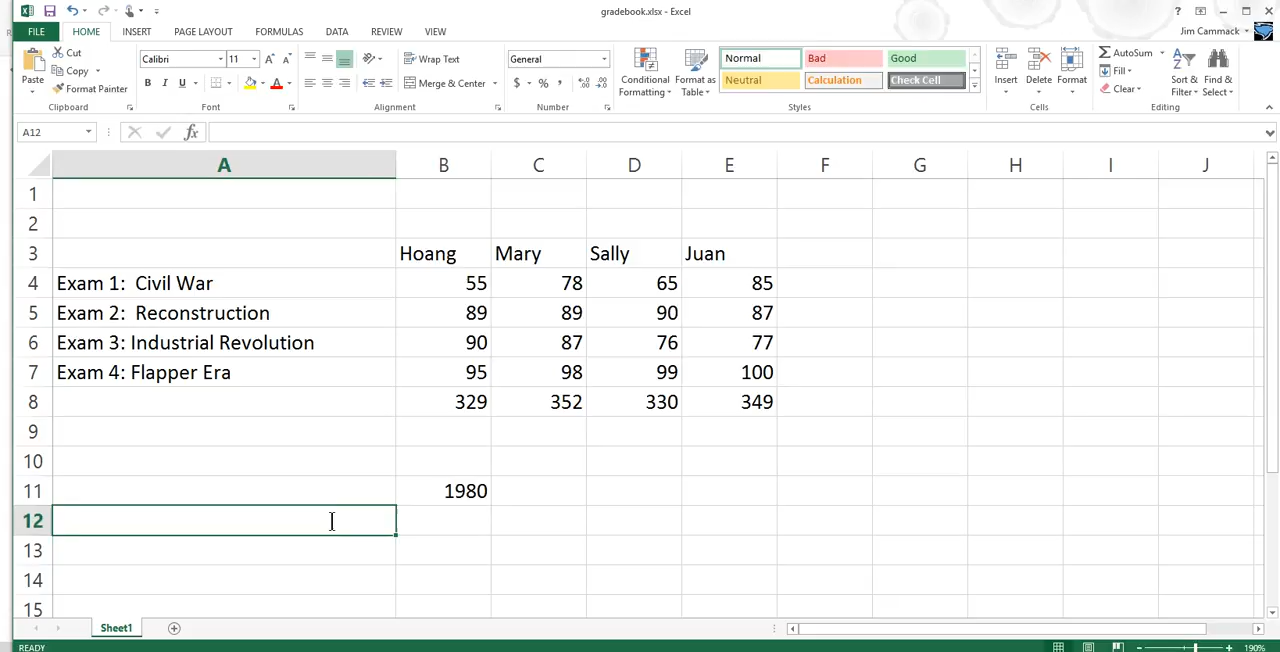 gradebook.xlsx - Excel
FILE HOME INSERT PAGE LAYOUT FORMULAS DATA REVIEW VIEW Jim Cammack
Paste
Cut
Copy
Format Painter
Clipboard
Calibri 11
B I U
Font
Wrap Text
Merge & Center
Alignment
General
$ % ,
Number
Conditional Formatting
Format as Table
Normal Bad Good
Neutral Calculation Check Cell
Styles
Insert Delete Format
Cells
AutoSum
Fill
Clear
Sort & Filter
Find & Select
Editing
A12 fx
A B C D E F G H I J
1
2
3 Hoang Mary Sally Juan
4 Exam 1:  Civil War 55 78 65 85
5 Exam 2:  Reconstruction 89 89 90 87
6 Exam 3: Industrial Revolution 90 87 76 77
7 Exam 4: Flapper Era 95 98 99 100
8 329 352 330 349
9
10
11 1980
12
13
14
15
Sheet1
READY 190%